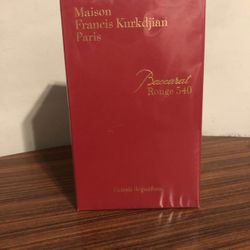 Maison
Francis Kurkdjian
Paris
Baccarat
Rouge 540